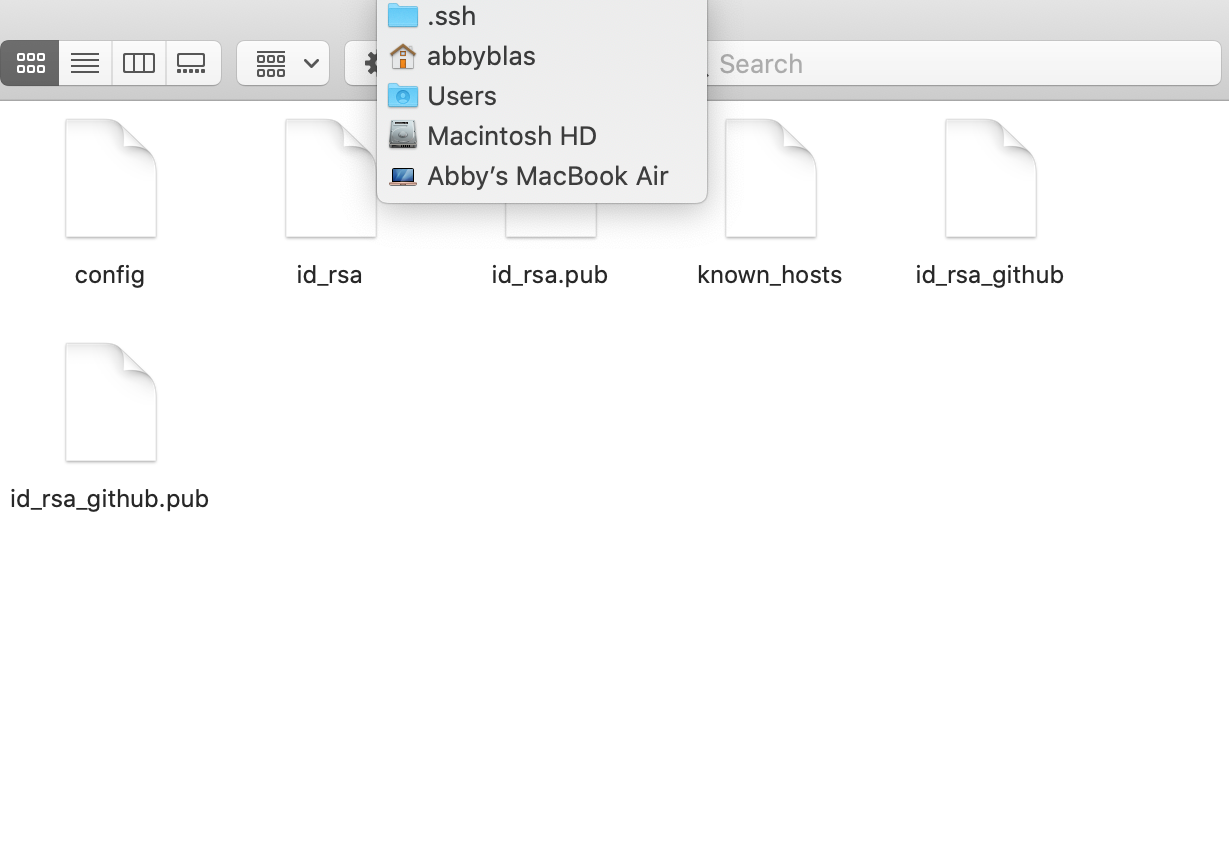 .ssh
abbyblas
Users
Macintosh HD
Abby’s MacBook Air
Search
config
id_rsa
id_rsa.pub
known_hosts
id_rsa_github
id_rsa_github.pub